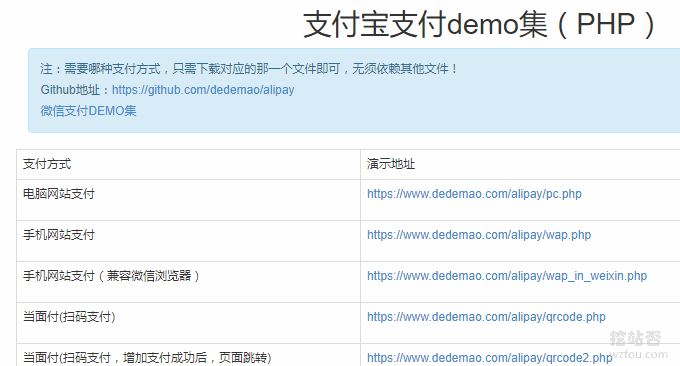 支付宝支付demo集（PHP）
注：需要哪种支付方式，只需下载对应的那一个文件即可，无须依赖其他文件！
Github地址：https://github.com/dedemao/alipay
微信支付DEMO集
支付方式 演示地址
电脑网站支付 https://www.dedemao.com/alipay/pc.php
手机网站支付 https://www.dedemao.com/alipay/wap.php
手机网站支付（兼容微信浏览器） https://www.dedemao.com/alipay/wap_in_weixin.php
当面付(扫码支付) https://www.dedemao.com/alipay/qrcode.php
当面付(扫码支付，增加支付成功后，页面跳转) https://www.dedemao.com/alipay/qrcode2.php
挖站否
wzfou.com